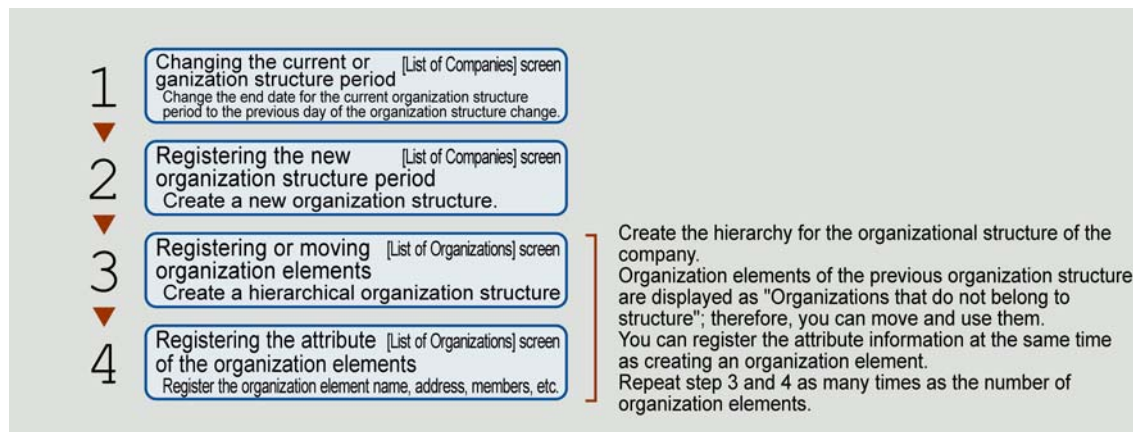 1
Changing the current or [List of Companies] screen
ganization structure period
Change the end date for the current organization structure
period to the previous day of the organization structure change.
2
Registering the new [List of Companies] screen
organization structure period
Create a new organization structure.
3
Registering or moving [List of Organizations] screen
organization elements
Create a hierarchical organization structure
4
Registering the attribute [List of Organizations] screen
of the organization elements
Register the organization element name, address, members, etc.
Create the hierarchy for the organizational structure of the
company.
Organization elements of the previous organization structure
are displayed as "Organizations that do not belong to
structure"; therefore, you can move and use them.
You can register the attribute information at the same time
as creating an organization element.
Repeat step 3 and 4 as many times as the number of
organization elements.